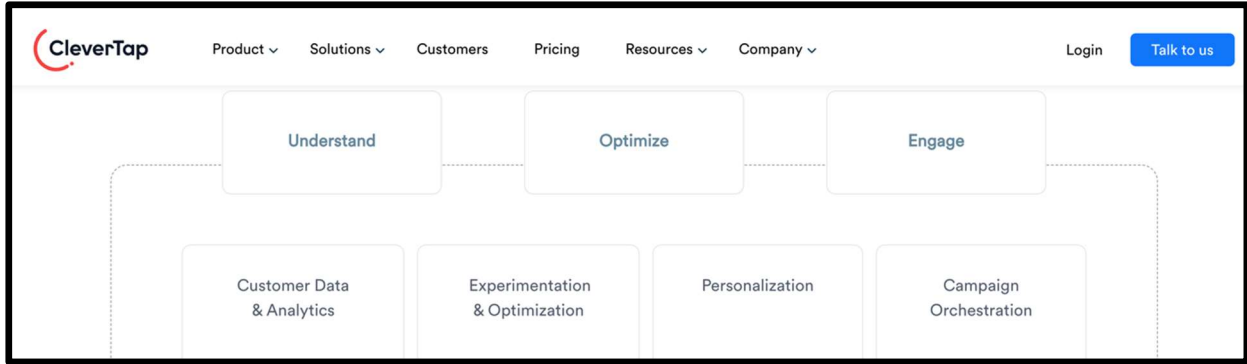 CleverTap Product Solutions Customers Pricing Resources Company Login Talk to us
Understand Optimize Engage
Customer Data
& Analytics
Experimentation
& Optimization
Personalization
Campaign
Orchestration